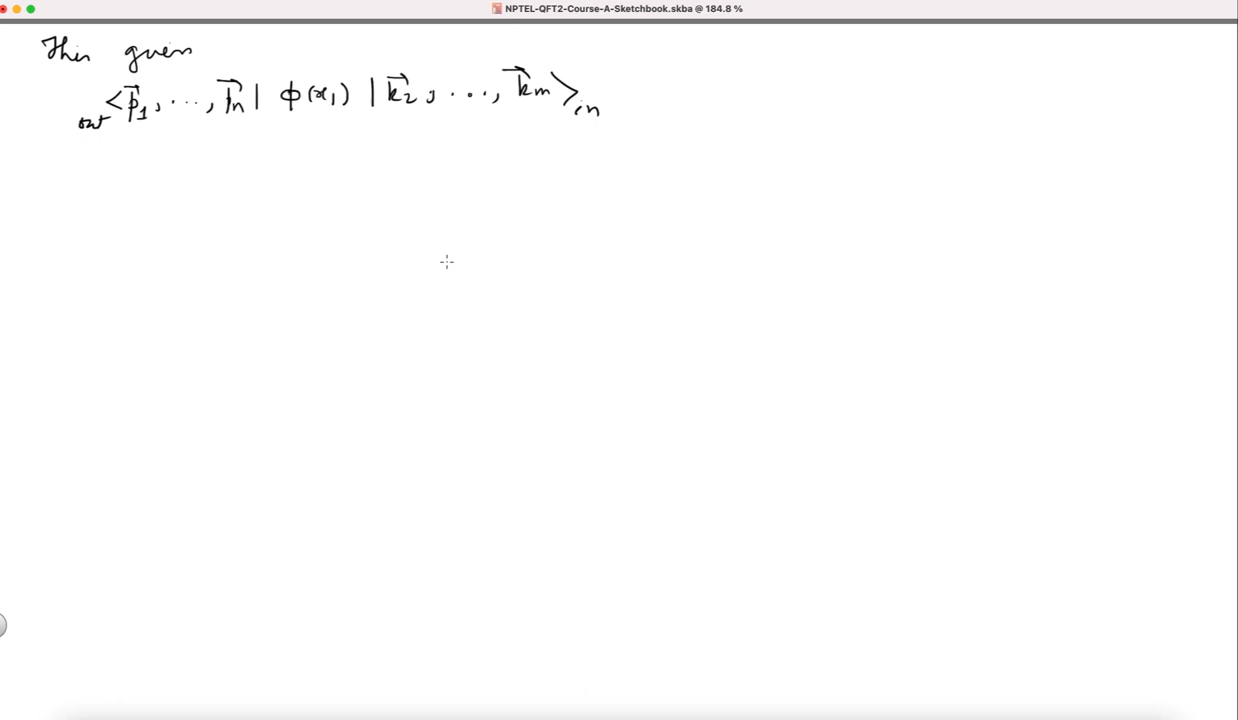 NPTEL-QFT2-Course-A-Sketchbook.skba @ 184.8 %
This gives
out<p⃗₁, ..., p⃗n | ϕ(x₁) | k⃗₂, ..., k⃗m>in